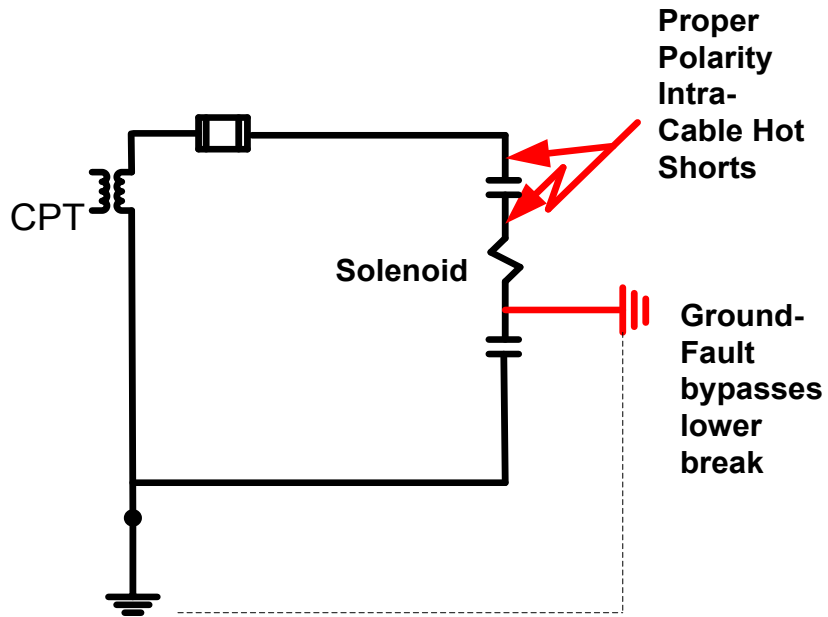 Proper
Polarity
Intra-
Cable Hot
Shorts
CPT
Solenoid
Ground-
Fault
bypasses
lower
break